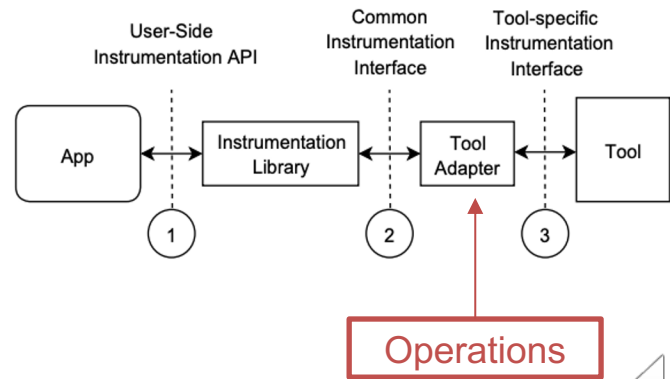 User-Side
Instrumentation API
Common
Instrumentation
Interface
Tool-specific
Instrumentation
Interface
App
Instrumentation
Library
Tool
Adapter
Tool
1
2
3
Operations